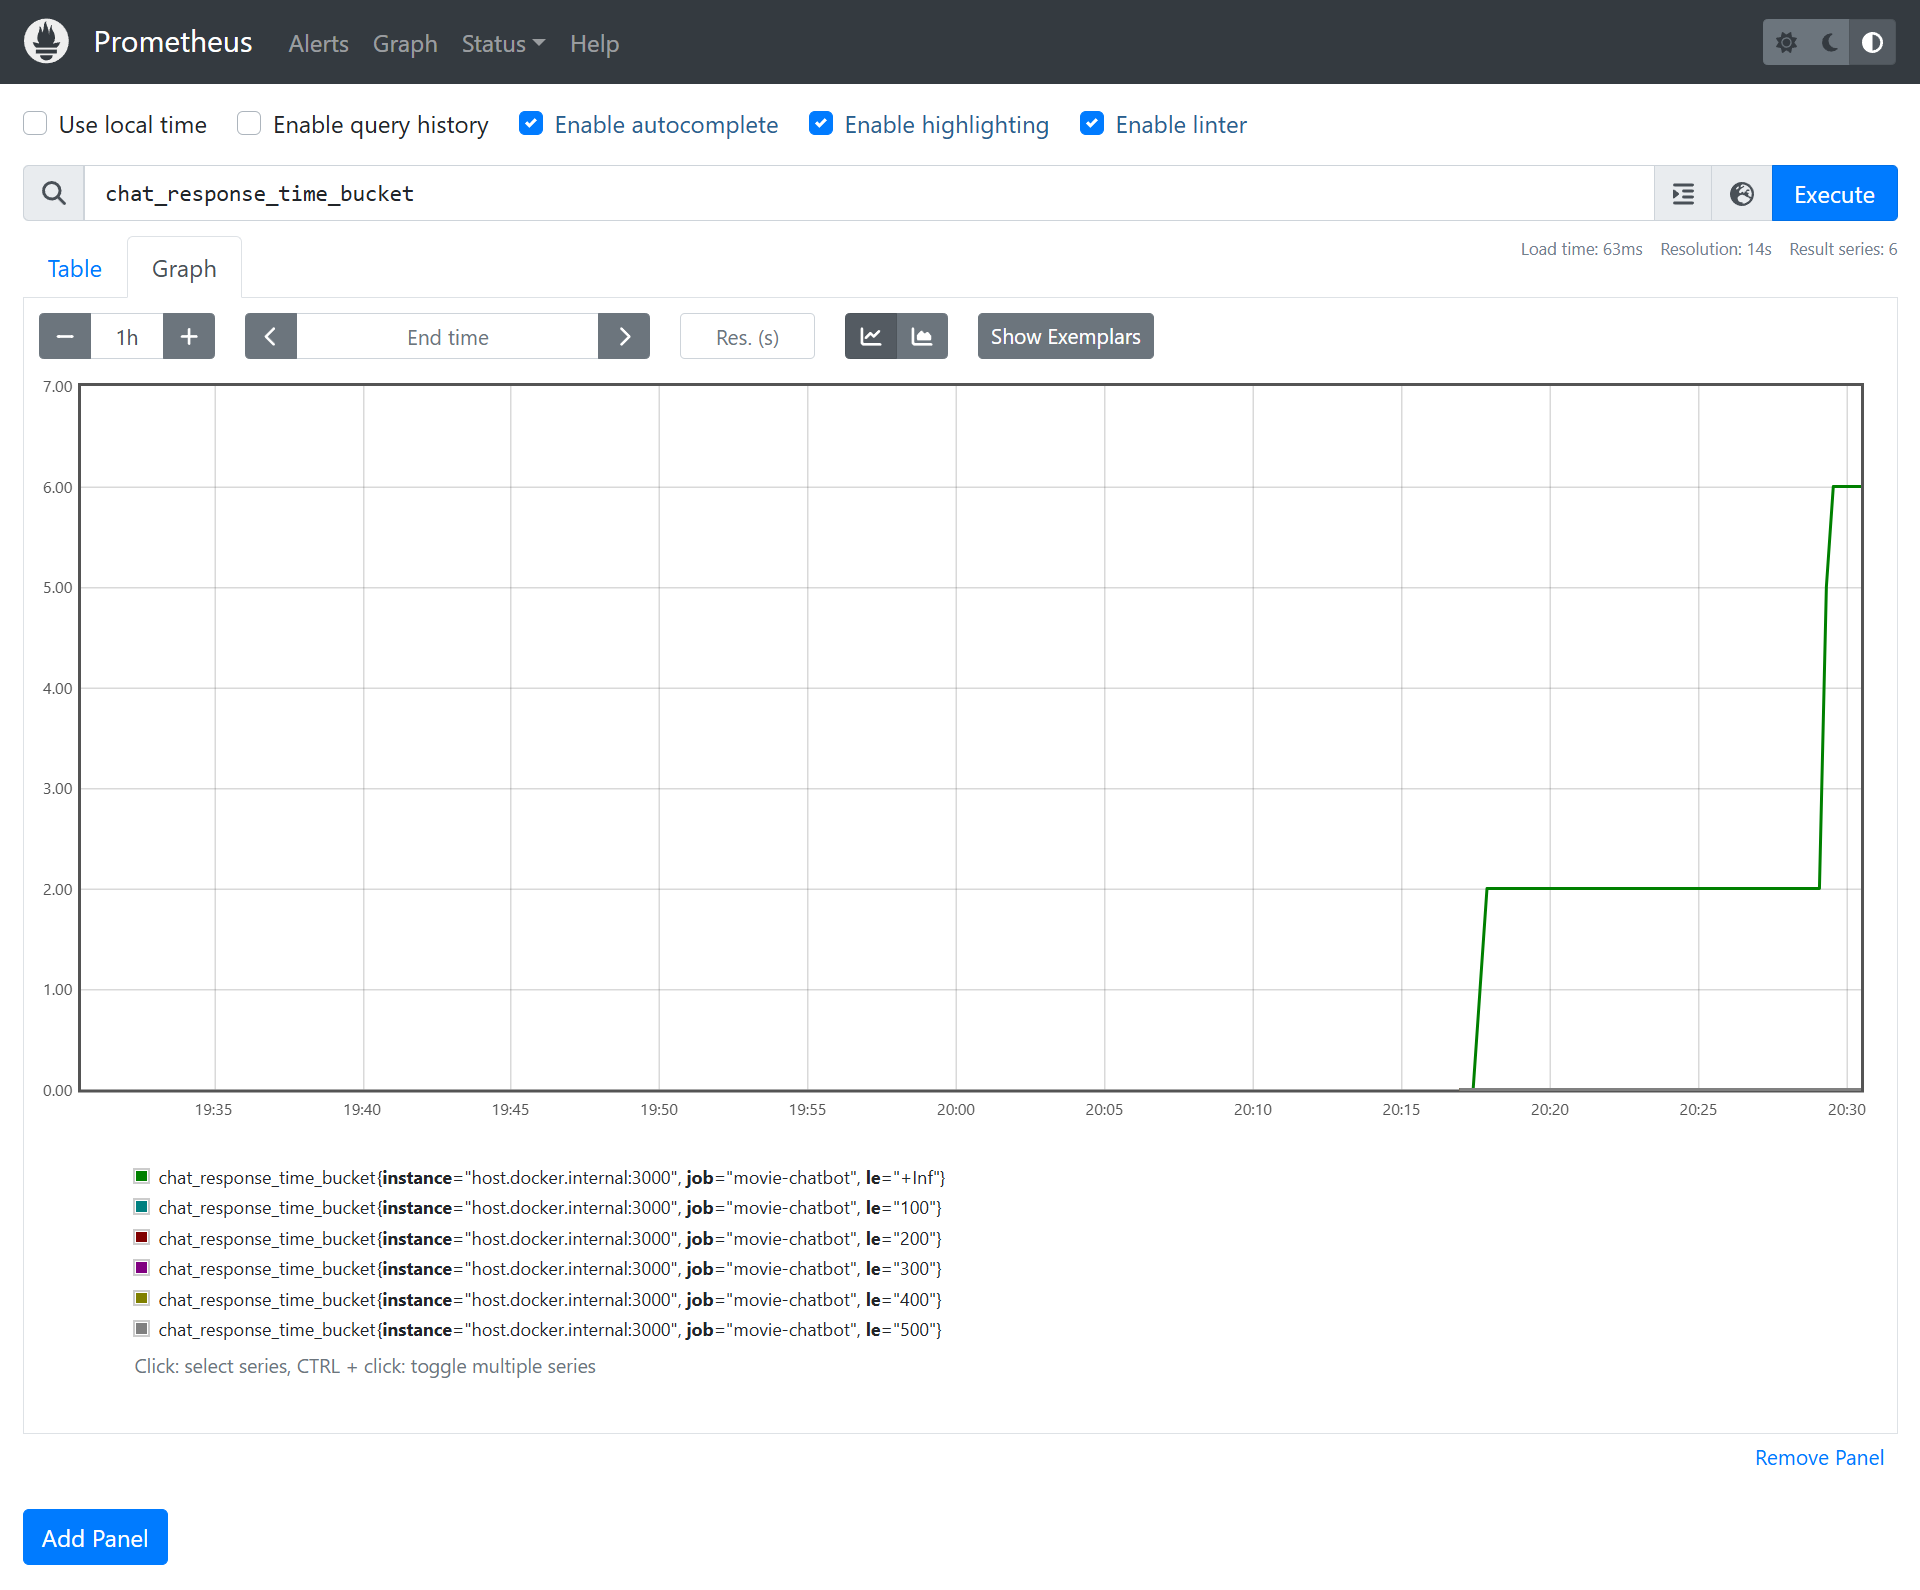 Prometheus Alerts Graph Status Help
Use local time Enable query history Enable autocomplete Enable highlighting Enable linter
chat_response_time_bucket Execute
Load time: 63ms Resolution: 14s Result series: 6
Table Graph
1h End time Res. (s) Show Exemplars
7.00
6.00
5.00
4.00
3.00
2.00
1.00
0.00
19:35 19:40 19:45 19:50 19:55 20:00 20:05 20:10 20:15 20:20 20:25 20:30
chat_response_time_bucket{instance="host.docker.internal:3000", job="movie-chatbot", le="+Inf"}
chat_response_time_bucket{instance="host.docker.internal:3000", job="movie-chatbot", le="100"}
chat_response_time_bucket{instance="host.docker.internal:3000", job="movie-chatbot", le="200"}
chat_response_time_bucket{instance="host.docker.internal:3000", job="movie-chatbot", le="300"}
chat_response_time_bucket{instance="host.docker.internal:3000", job="movie-chatbot", le="400"}
chat_response_time_bucket{instance="host.docker.internal:3000", job="movie-chatbot", le="500"}
Click: select series, CTRL + click: toggle multiple series
Remove Panel
Add Panel